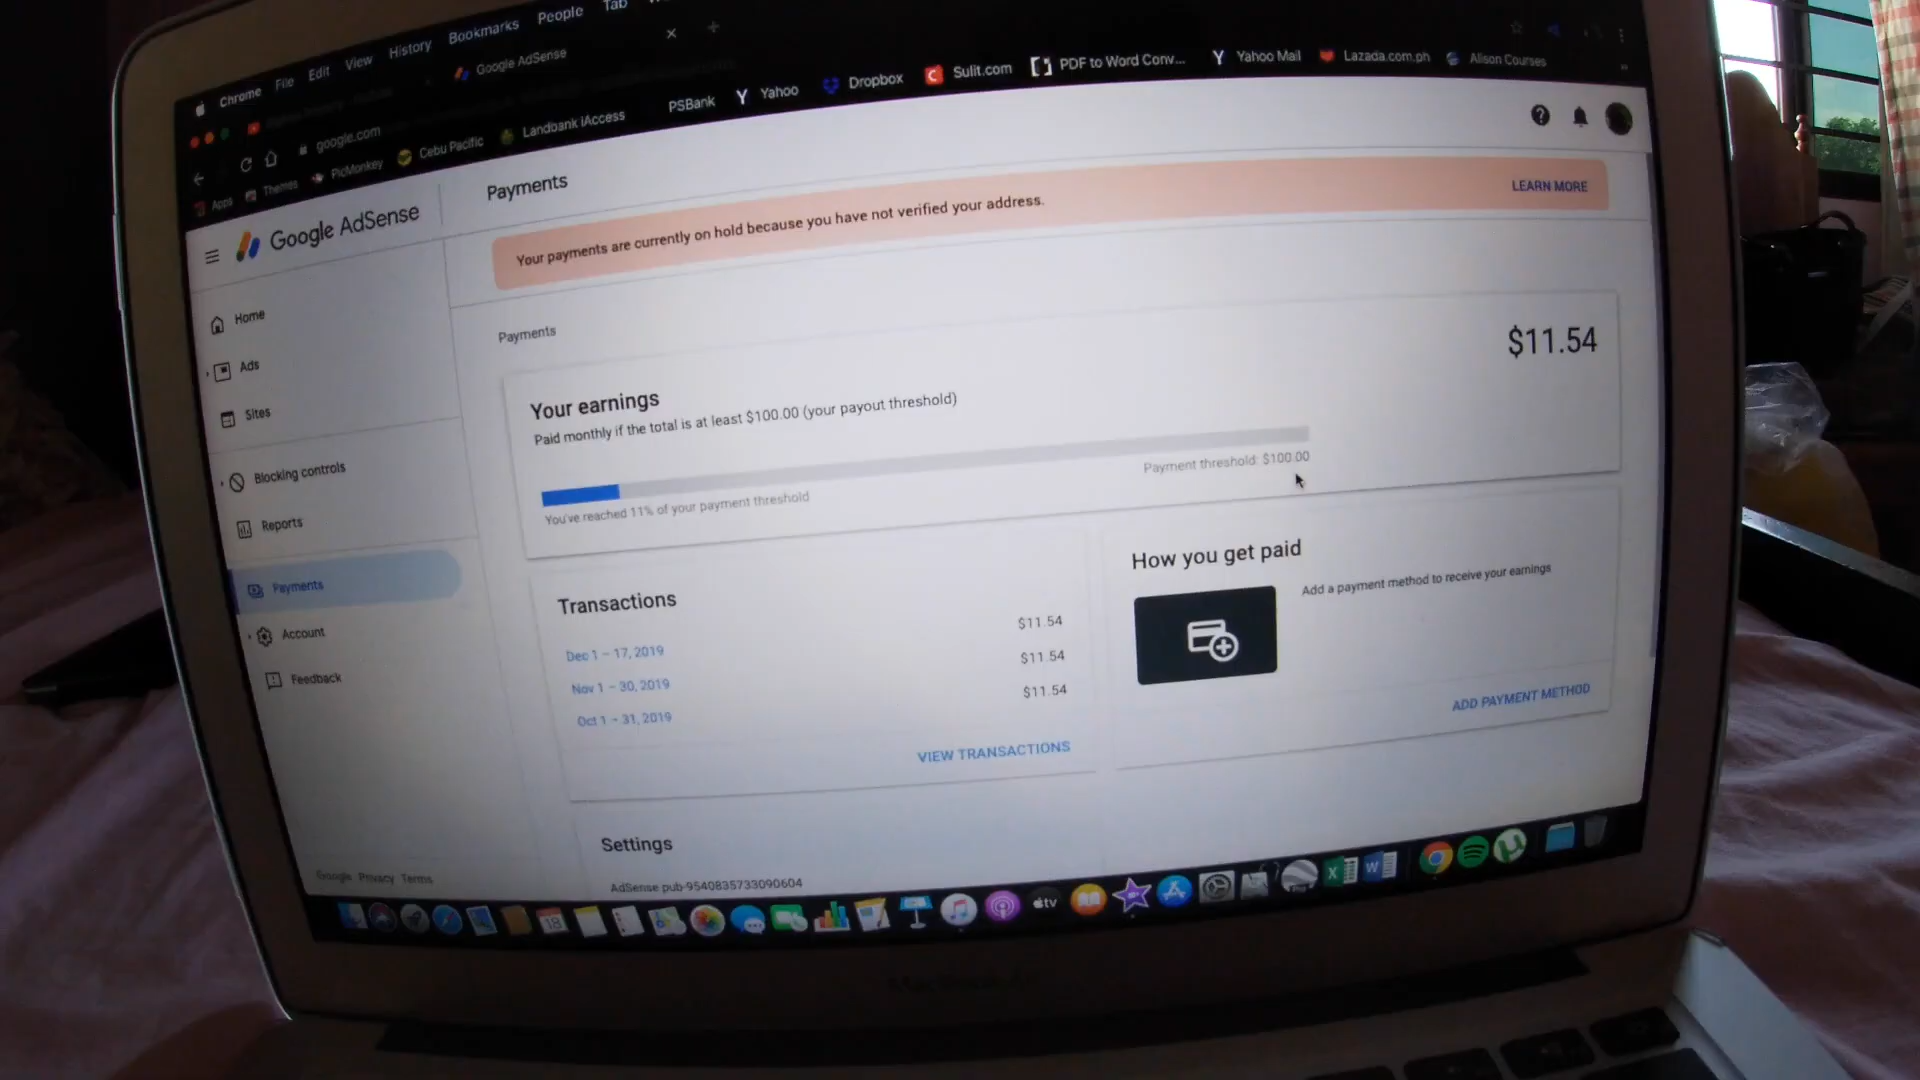 Chrome File Edit View History Bookmarks People Tab
Google AdSense
google.com
Apps Themes PicMonkey Cebu Pacific Landbank iAccess PSBank Yahoo Dropbox Sulit.com PDF to Word Conv... Yahoo Mail Lazada.com.ph Alison Courses
Google AdSense
Payments
Your payments are currently on hold because you have not verified your address.
LEARN MORE
Home
Ads
Sites
Blocking controls
Reports
Payments
Account
Feedback
Google Privacy Terms
Payments
Your earnings
$11.54
Paid monthly if the total is at least $100.00 (your payout threshold)
Payment threshold: $100.00
You've reached 11% of your payment threshold
Transactions
Dec 1 – 17, 2019 $11.54
Nov 1 – 30, 2019 $11.54
Oct 1 – 31, 2019 $11.54
VIEW TRANSACTIONS
How you get paid
Add a payment method to receive your earnings
ADD PAYMENT METHOD
Settings
AdSense pub-9540835733090604
18
tv